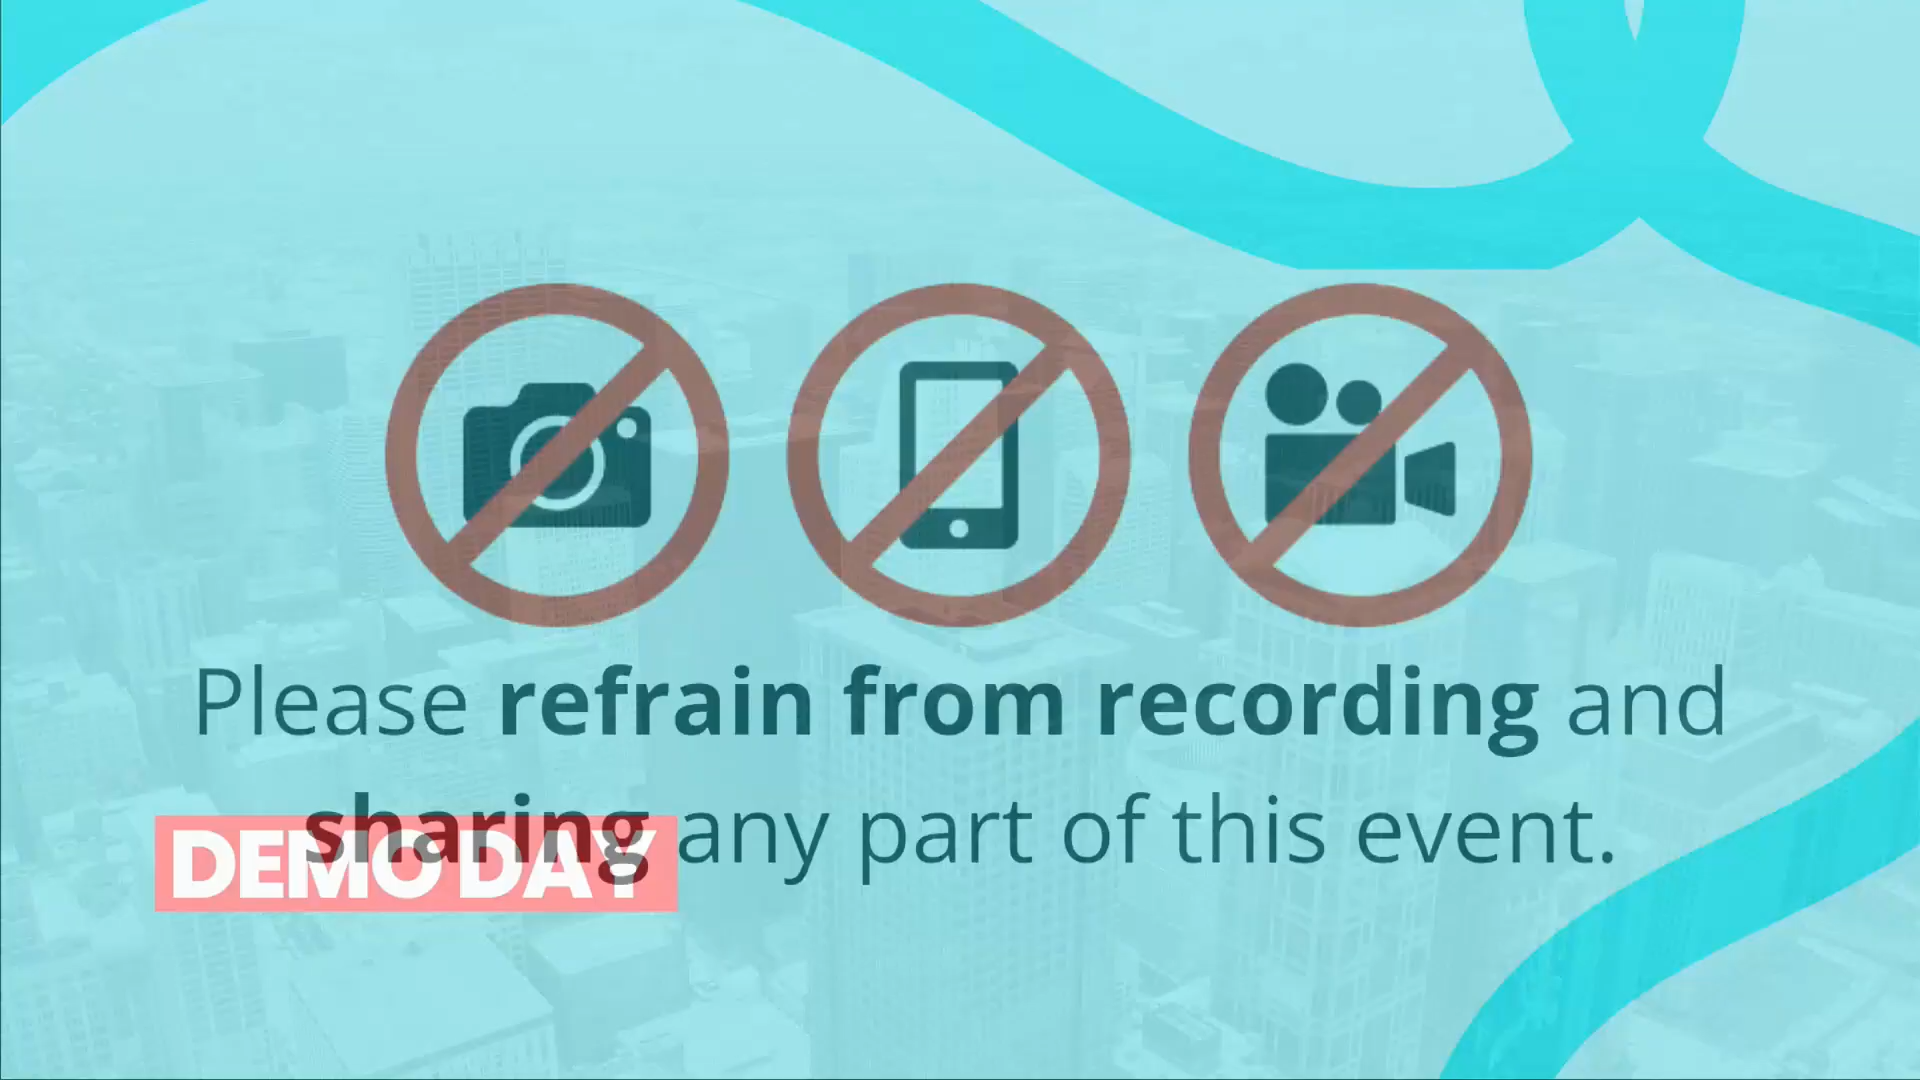 Please refrain from recording and
sharing any part of this event.
DEMO DAY